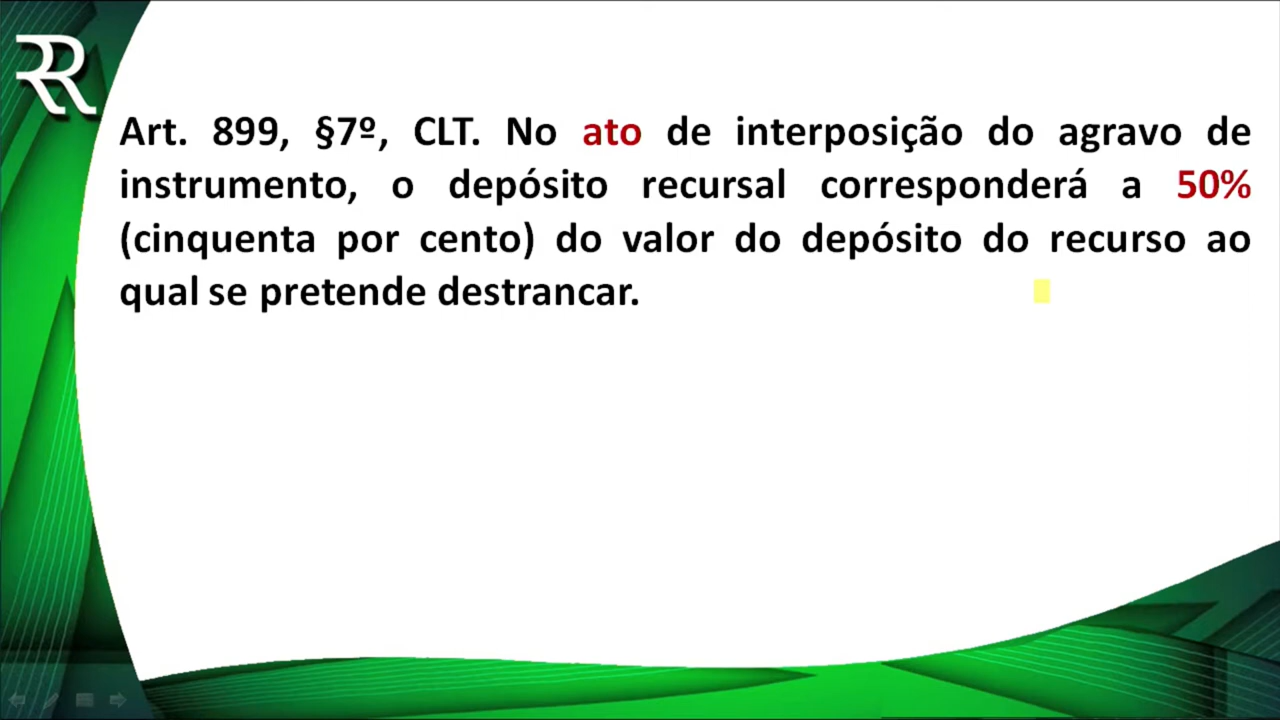 Art. 899, §7º, CLT. No ato de interposição do agravo de
instrumento, o depósito recursal corresponderá a 50%
(cinquenta por cento) do valor do depósito do recurso ao
qual se pretende destrancar.